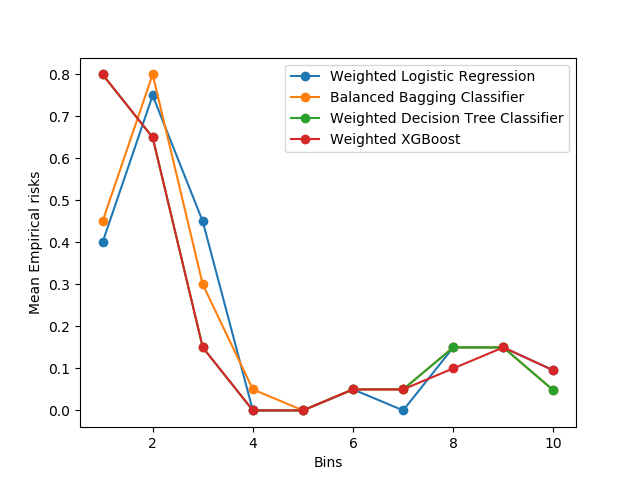 Weighted Logistic Regression
Balanced Bagging Classifier
Weighted Decision Tree Classifier
Weighted XGBoost
0.8
0.7
0.6
0.5
0.4
0.3
0.2
0.1
0.0
Mean Empirical risks
2 4 6 8 10
Bins